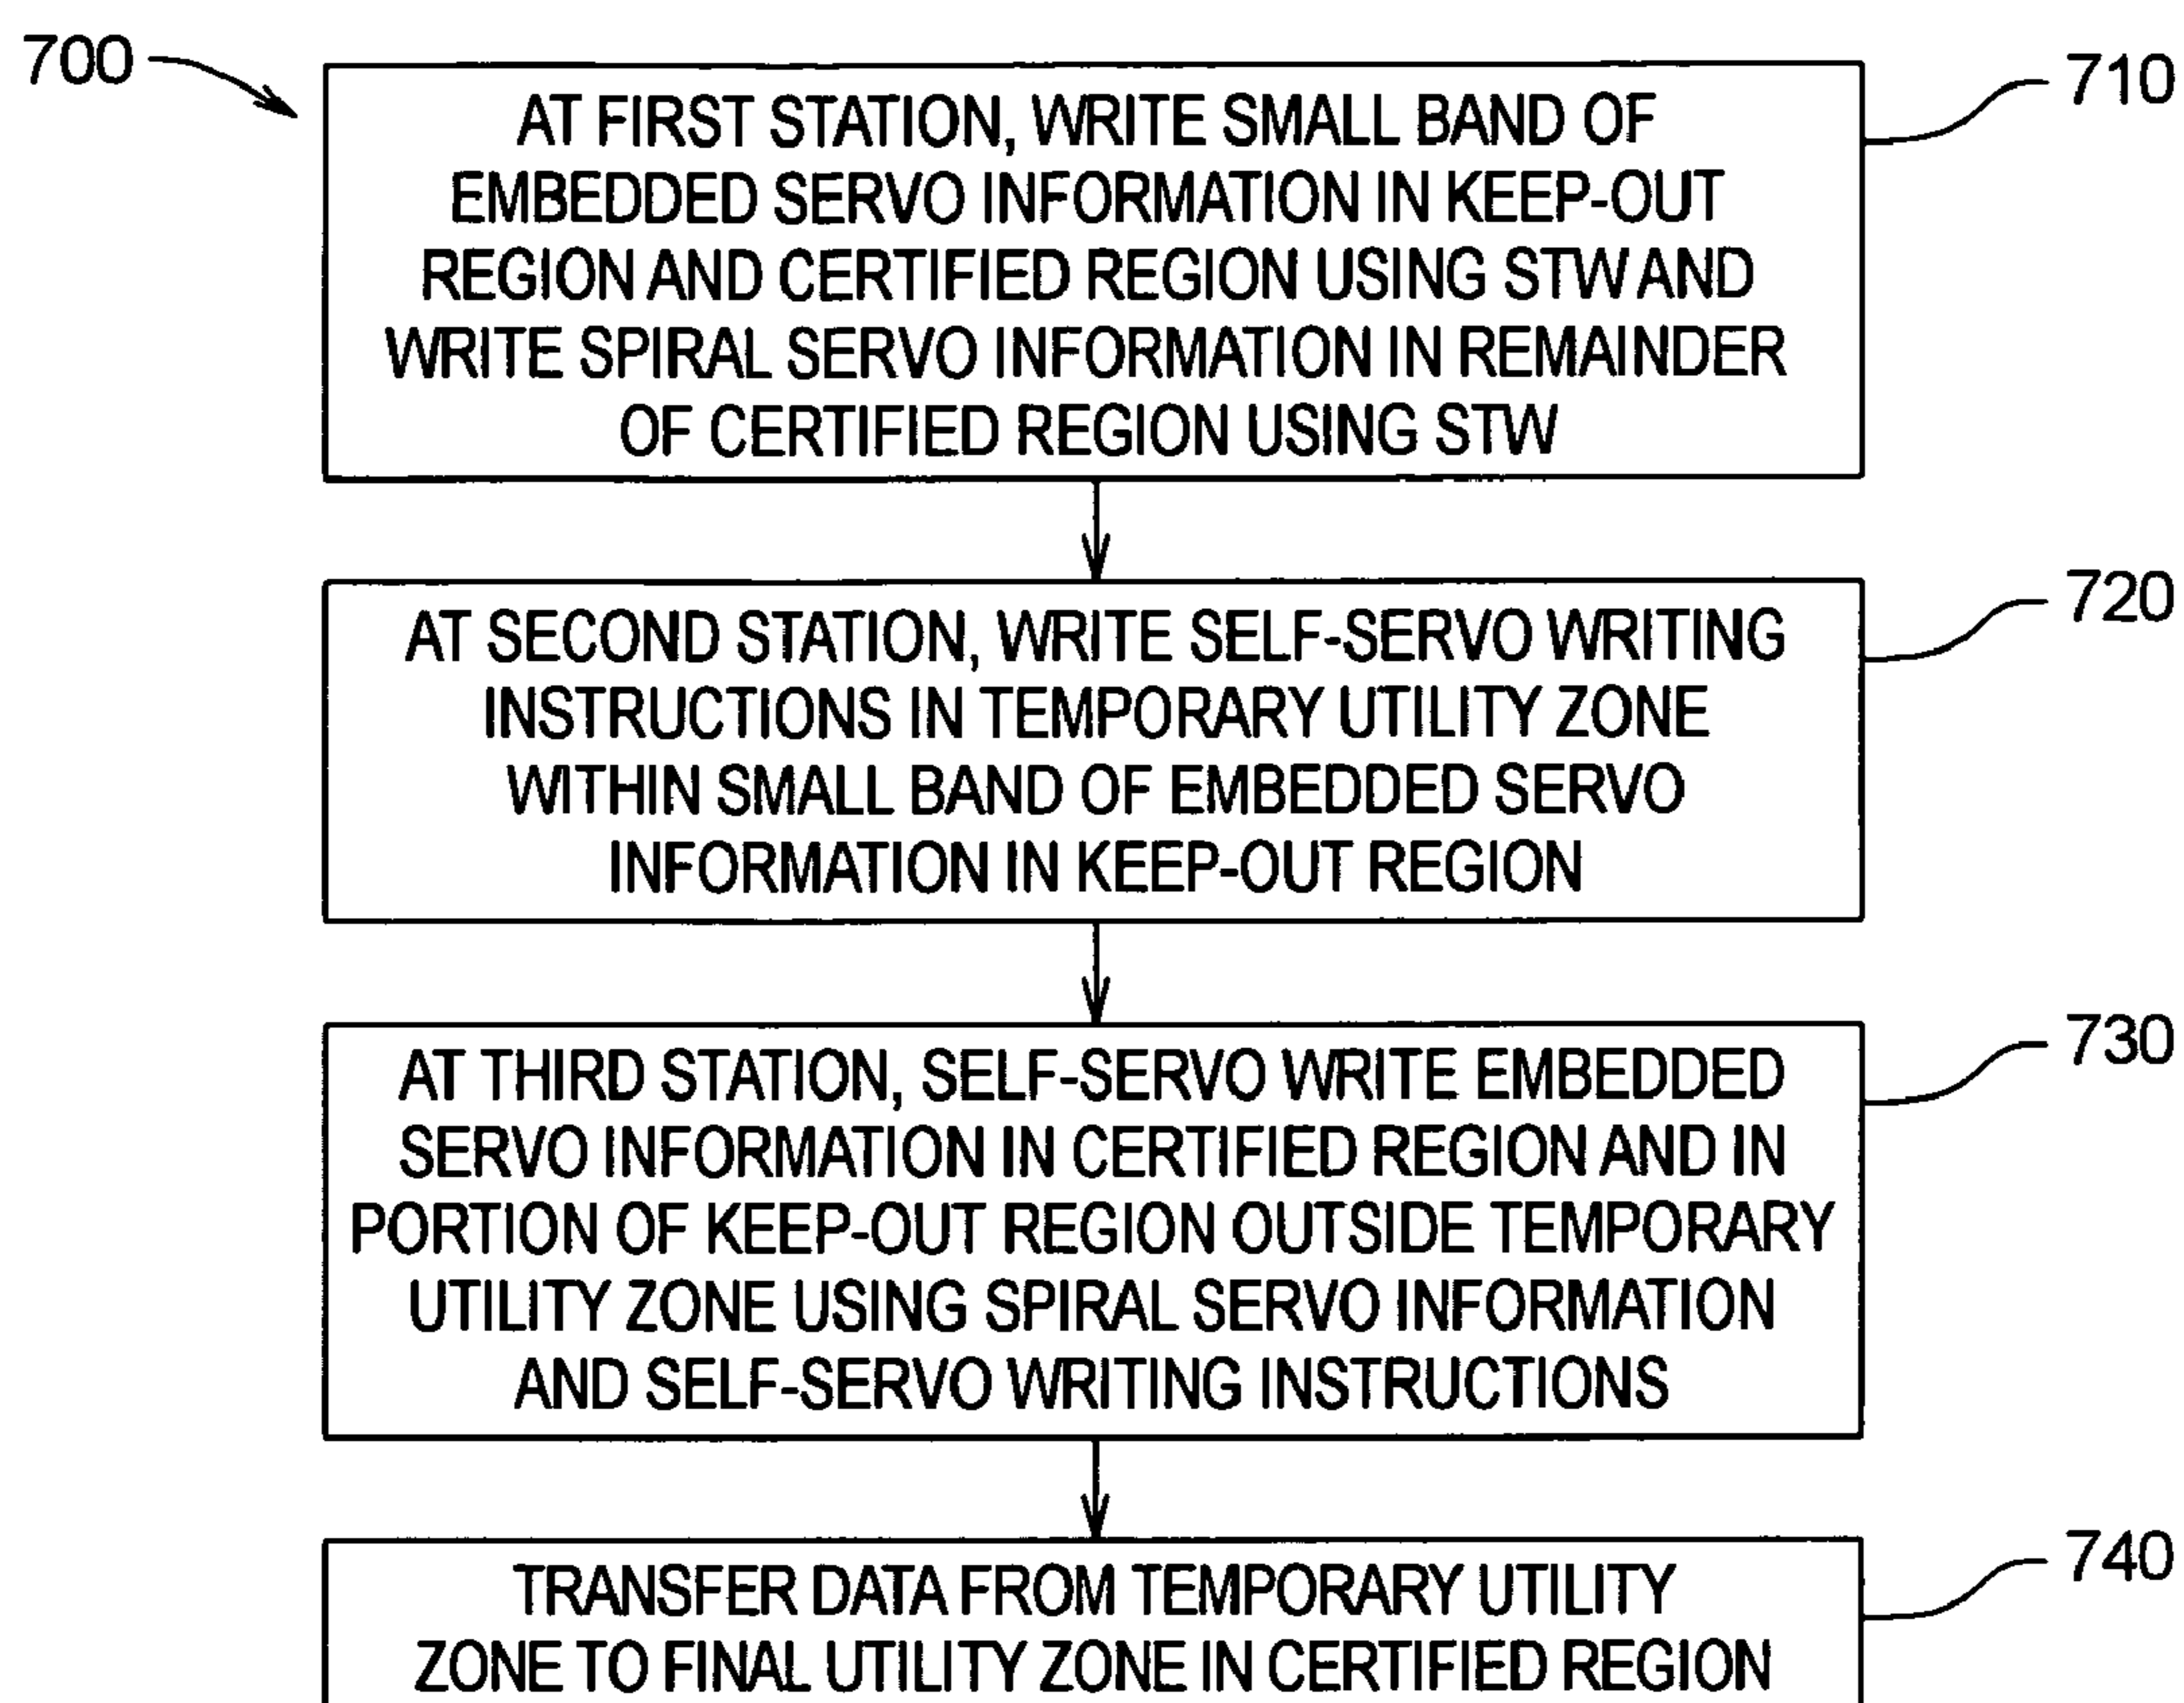 700
710
AT FIRST STATION, WRITE SMALL BAND OF
EMBEDDED SERVO INFORMATION IN KEEP-OUT
REGION AND CERTIFIED REGION USING STW AND
WRITE SPIRAL SERVO INFORMATION IN REMAINDER
OF CERTIFIED REGION USING STW
720
AT SECOND STATION, WRITE SELF-SERVO WRITING
INSTRUCTIONS IN TEMPORARY UTILITY ZONE
WITHIN SMALL BAND OF EMBEDDED SERVO
INFORMATION IN KEEP-OUT REGION
730
AT THIRD STATION, SELF-SERVO WRITE EMBEDDED
SERVO INFORMATION IN CERTIFIED REGION AND IN
PORTION OF KEEP-OUT REGION OUTSIDE TEMPORARY
UTILITY ZONE USING SPIRAL SERVO INFORMATION
AND SELF-SERVO WRITING INSTRUCTIONS
740
TRANSFER DATA FROM TEMPORARY UTILITY
ZONE TO FINAL UTILITY ZONE IN CERTIFIED REGION